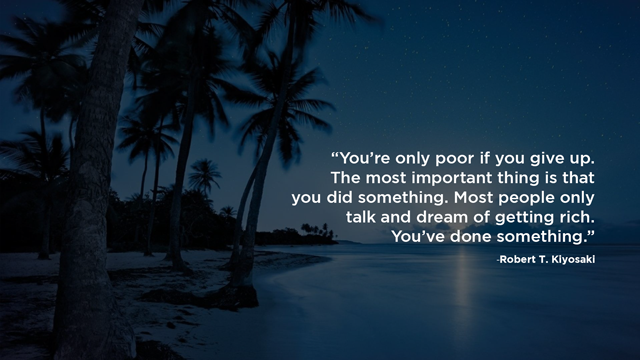 “You’re only poor if you give up.
The most important thing is that
you did something. Most people only
talk and dream of getting rich.
You’ve done something.”
-Robert T. Kiyosaki